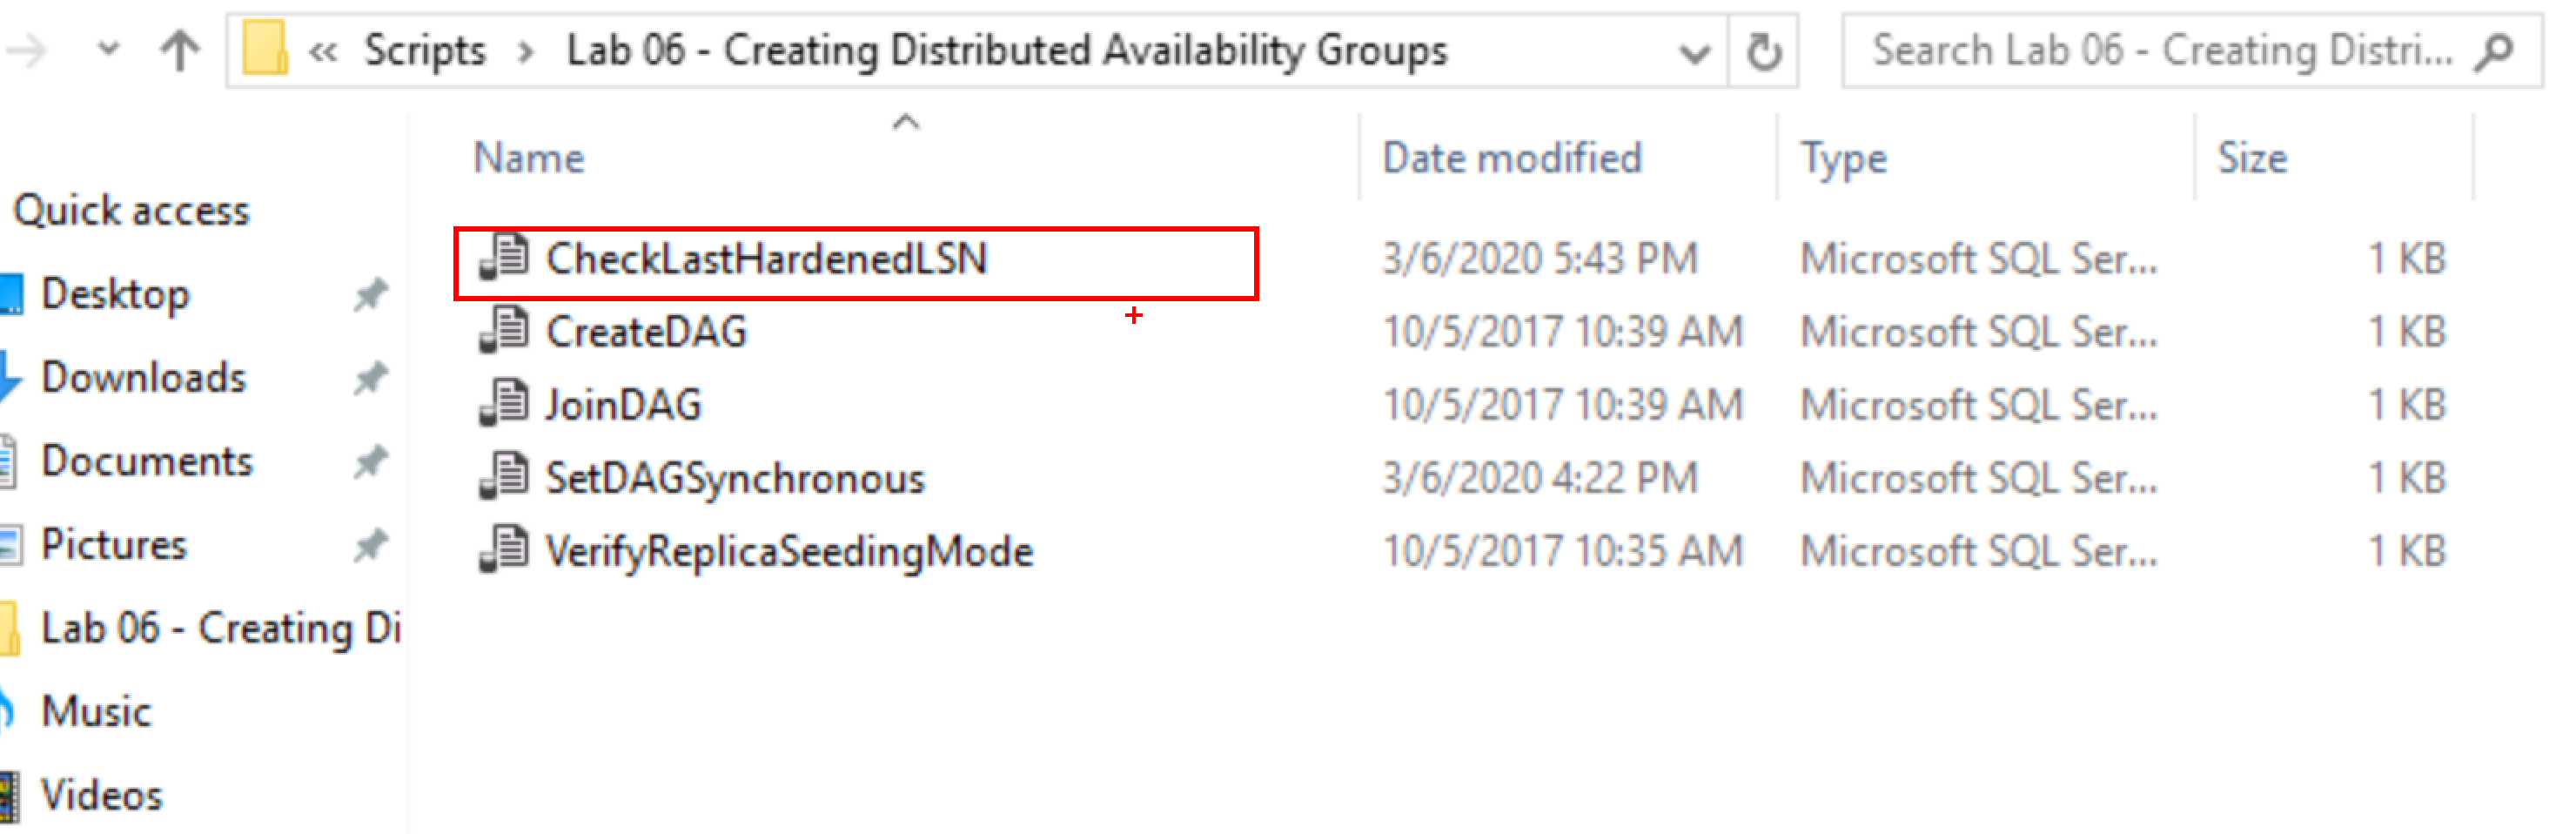 « Scripts > Lab 06 - Creating Distributed Availability Groups Search Lab 06 - Creating Distri...
Name Date modified Type Size
Quick access
Desktop
Downloads
Documents
Pictures
Lab 06 - Creating Di
Music
Videos
CheckLastHardenedLSN 3/6/2020 5:43 PM Microsoft SQL Ser... 1 KB
CreateDAG 10/5/2017 10:39 AM Microsoft SQL Ser... 1 KB
JoinDAG 10/5/2017 10:39 AM Microsoft SQL Ser... 1 KB
SetDAGSynchronous 3/6/2020 4:22 PM Microsoft SQL Ser... 1 KB
VerifyReplicaSeedingMode 10/5/2017 10:35 AM Microsoft SQL Ser... 1 KB